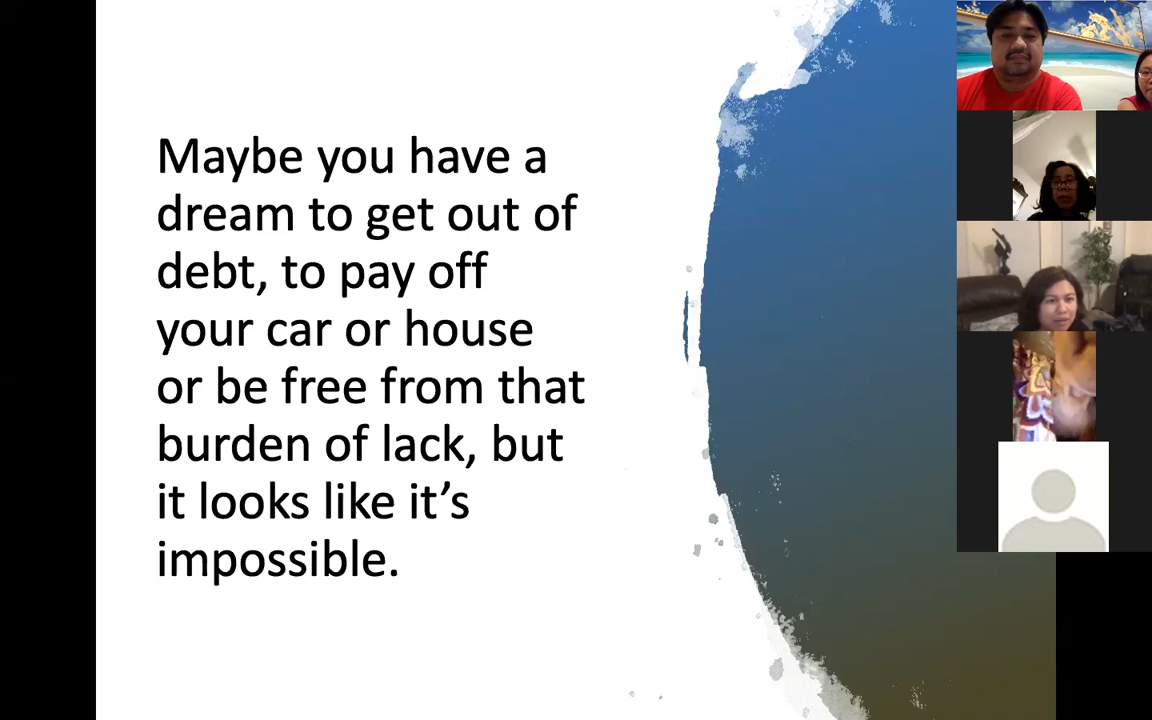 Maybe you have a
dream to get out of
debt, to pay off
your car or house
or be free from that
burden of lack, but
it looks like it’s
impossible.